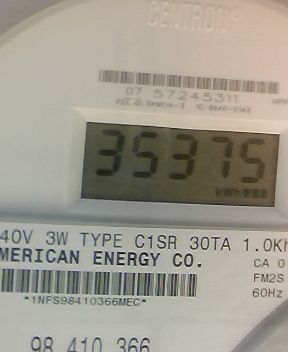 CENTRON®
07 57245311
35375
kWh
40V 3W TYPE C1SR 30TA 1.0Kh
MERICAN ENERGY CO.
CA 0
FM2S
60Hz
*1NFS98410366MEC*
98 410 366